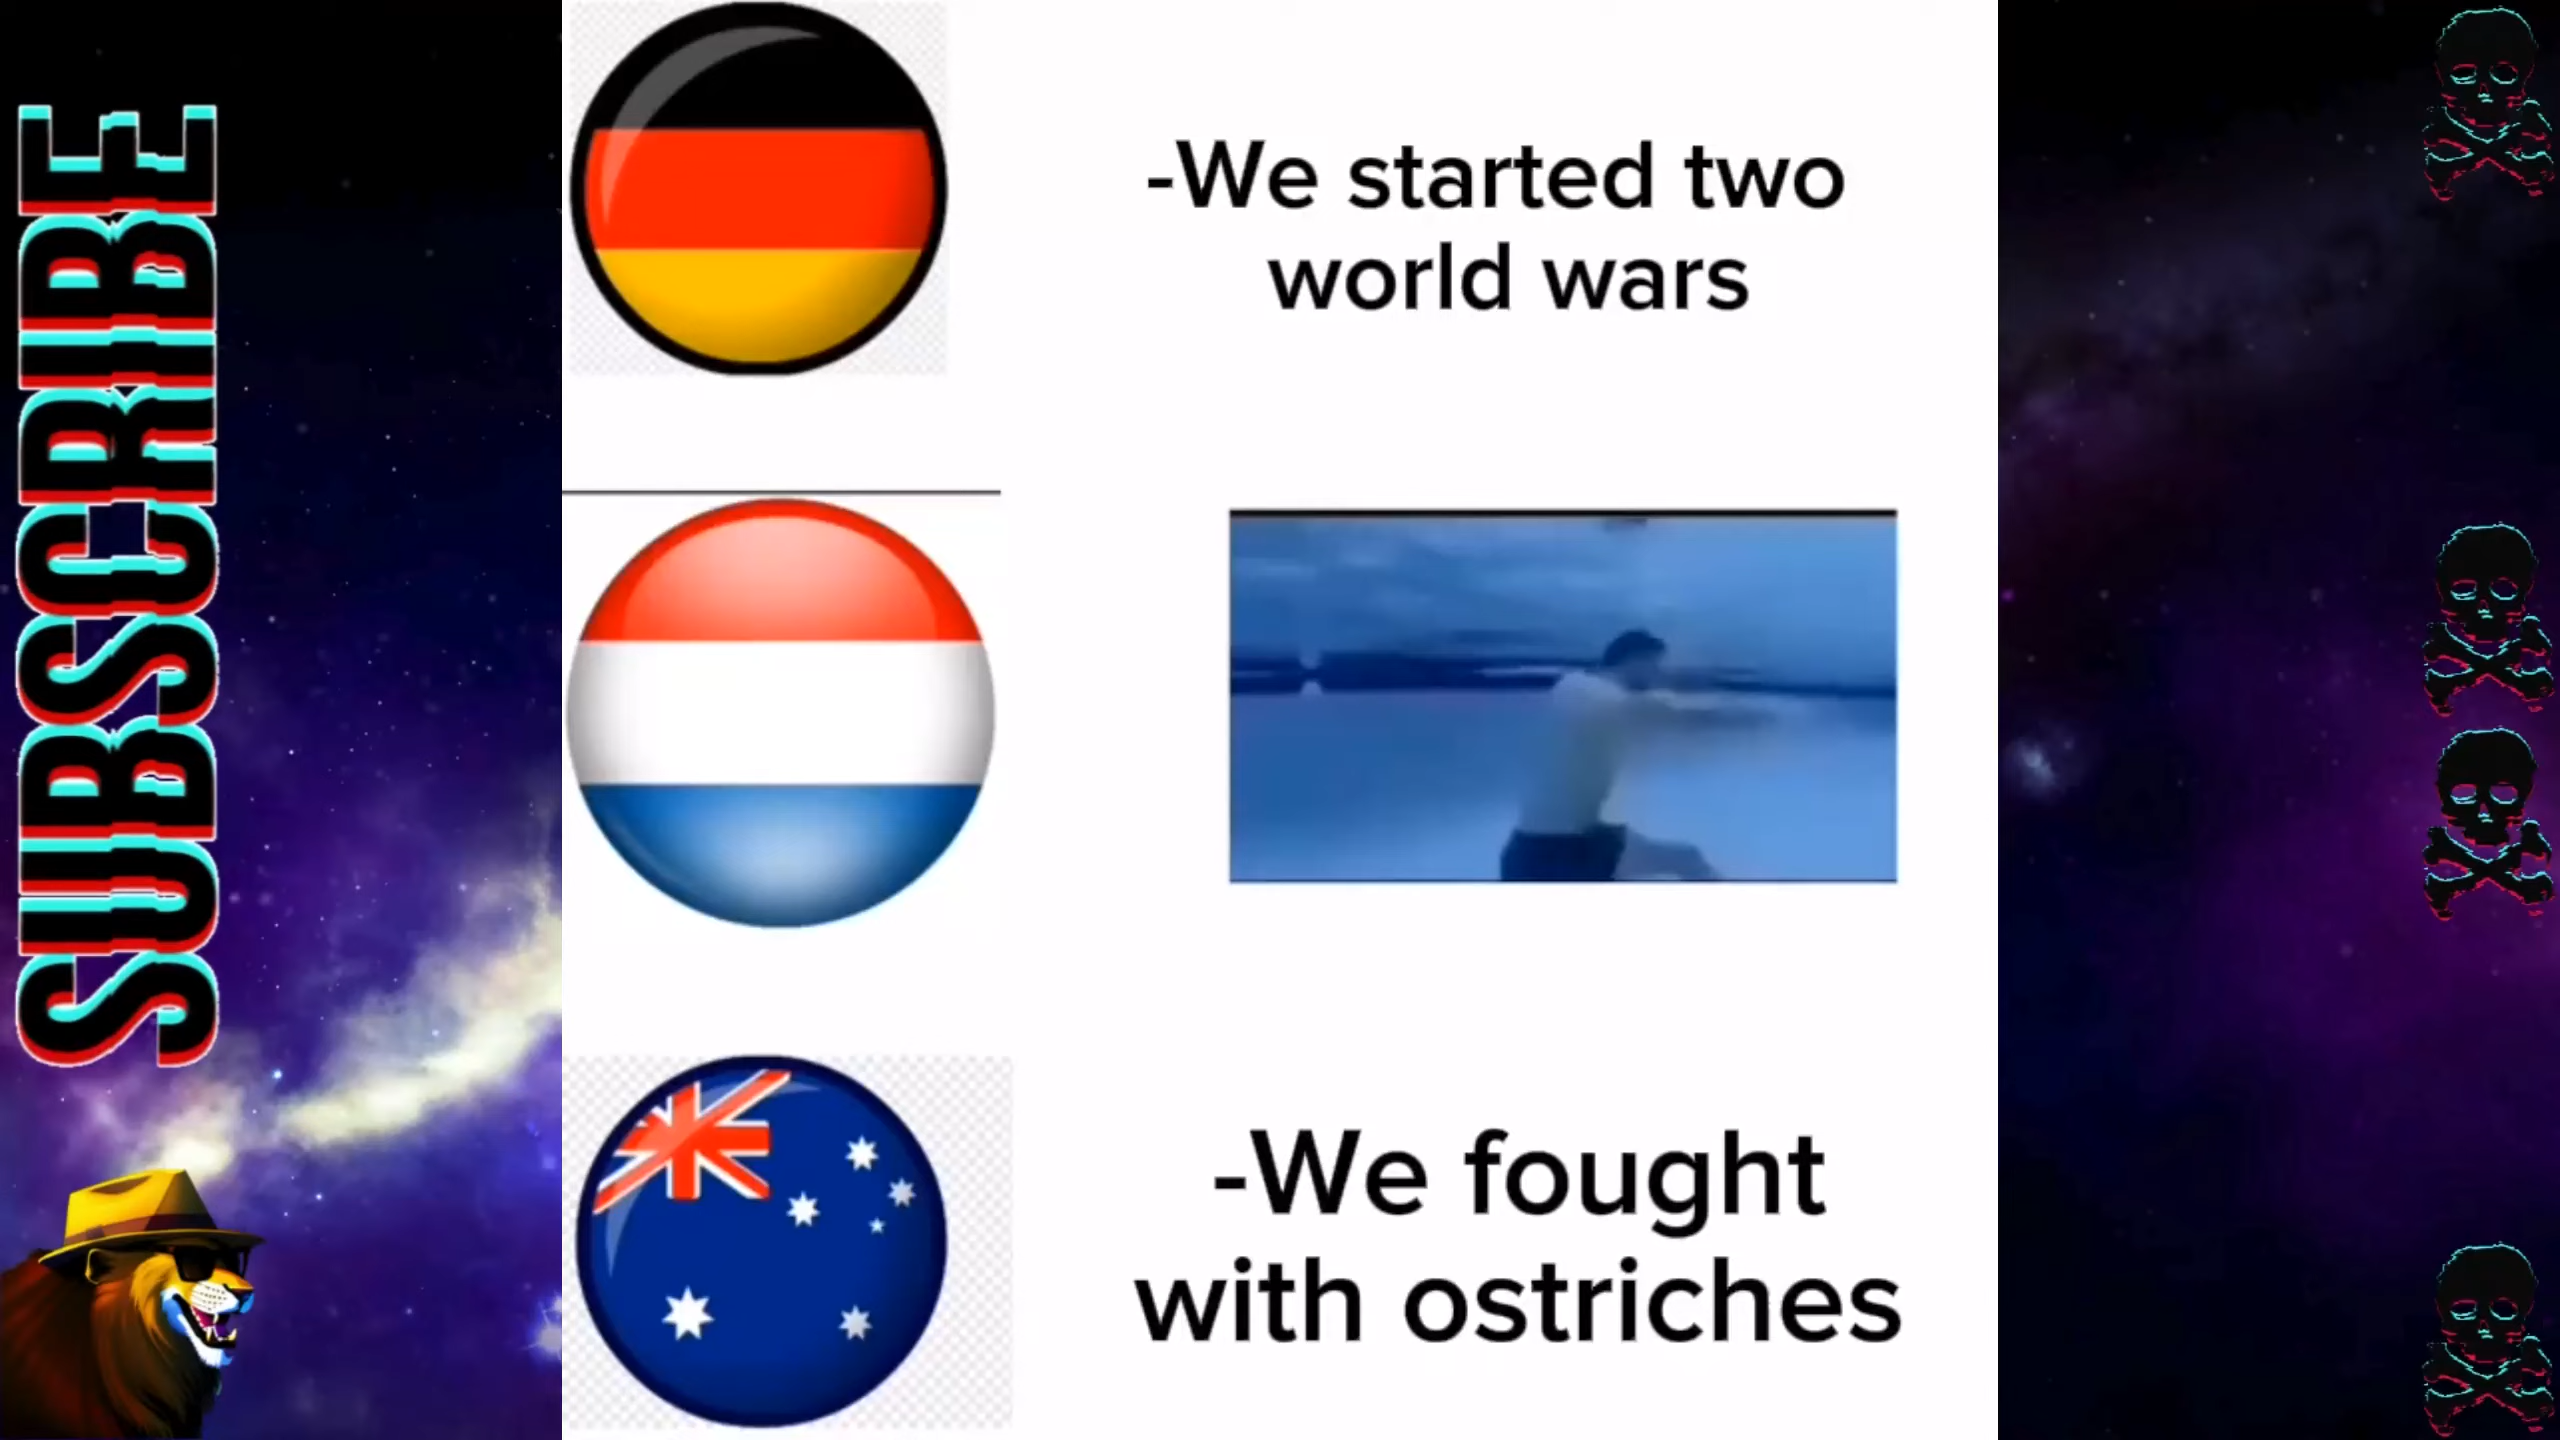 SUBSCRIBE
-We started two
world wars
-We fought
with ostriches